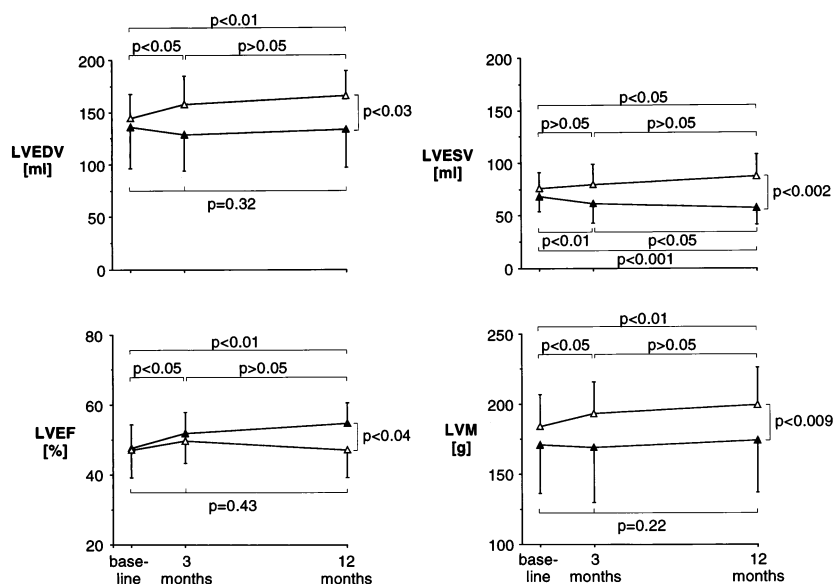 p<0.01
p<0.05 p>0.05
200
150
100
50
0
LVEDV
[ml]
p<0.03
p=0.32
200
150
100
50
0
LVESV
[ml]
p<0.05
p>0.05 p>0.05
p<0.002
p<0.01 p<0.05
p<0.001
80
60
40
20
LVEF
[%]
p<0.01
p<0.05 p>0.05
p<0.04
p=0.43
base-
line
3
months
12
months
250
200
150
100
LVM
[g]
p<0.01
p<0.05 p>0.05
p<0.009
p=0.22
base-
line
3
months
12
months